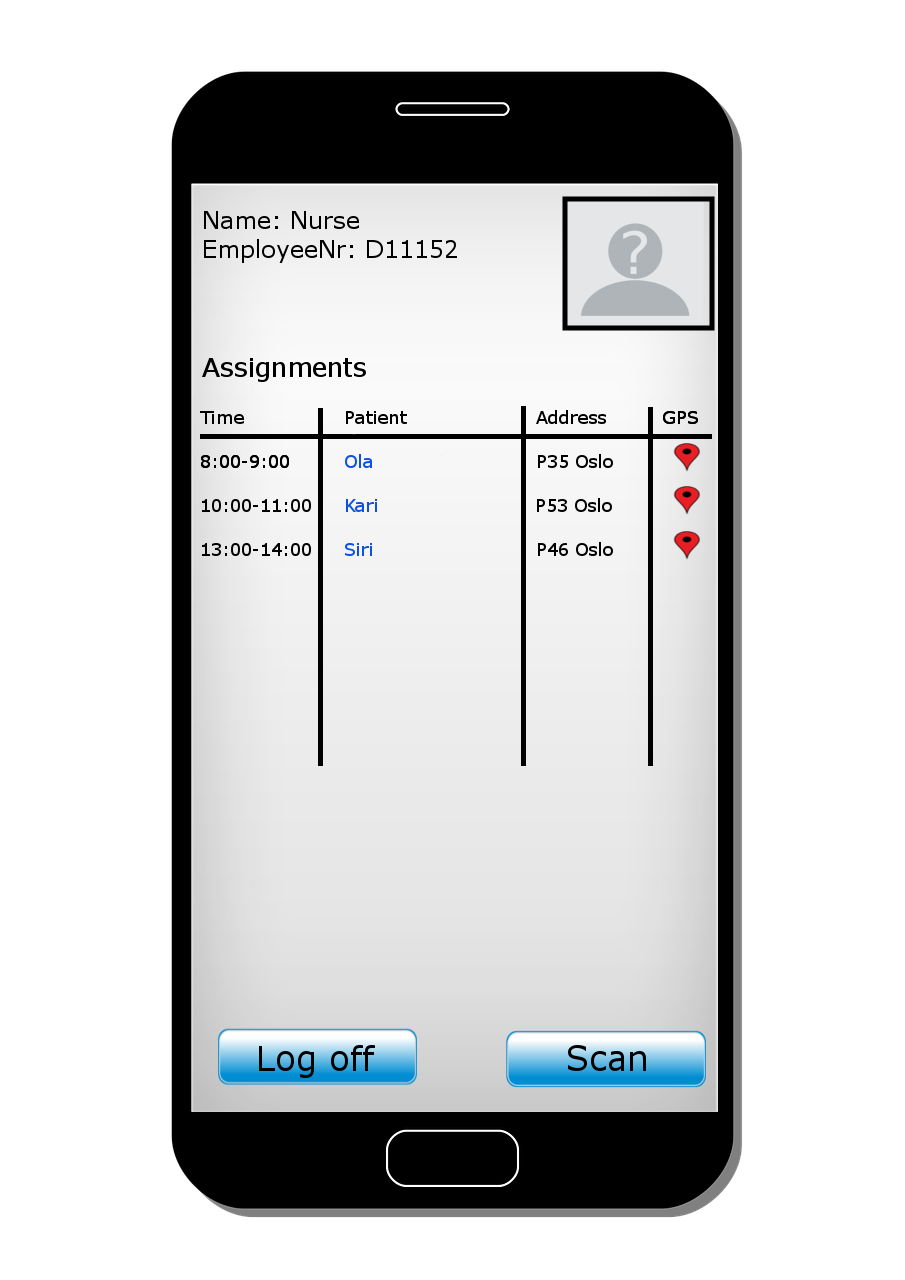 Name: Nurse
EmployeeNr: D11152
?
Assignments
Time Patient Address GPS
8:00-9:00 Ola P35 Oslo
10:00-11:00 Kari P53 Oslo
13:00-14:00 Siri P46 Oslo
Log off Scan